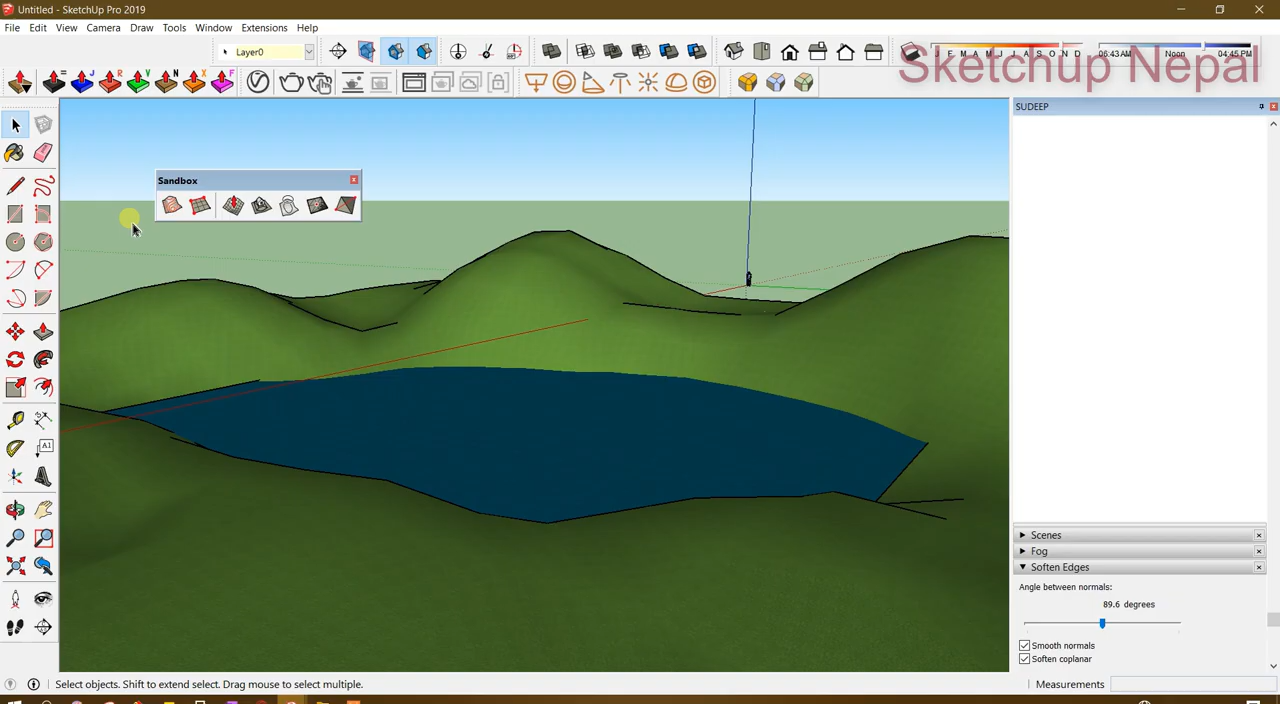 Untitled - SketchUp Pro 2019
File Edit View Camera Draw Tools Window Extensions Help
Layer0
J F M A M J J A S O N D
06:43 AM Noon 04:45 PM
Sketchup Nepal
SUDEEP
Sandbox
A1
Scenes
Fog
Soften Edges
Angle between normals:
89.6 degrees
Smooth normals
Soften coplanar
Select objects. Shift to extend select. Drag mouse to select multiple.
Measurements